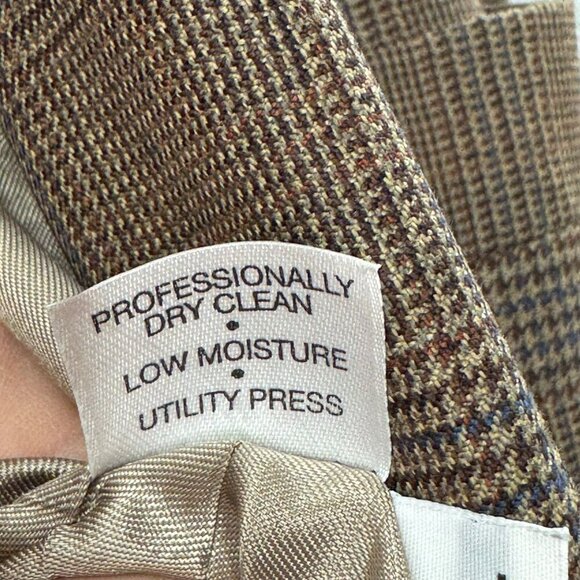 PROFESSIONALLY
DRY CLEAN
•
LOW MOISTURE
•
UTILITY PRESS